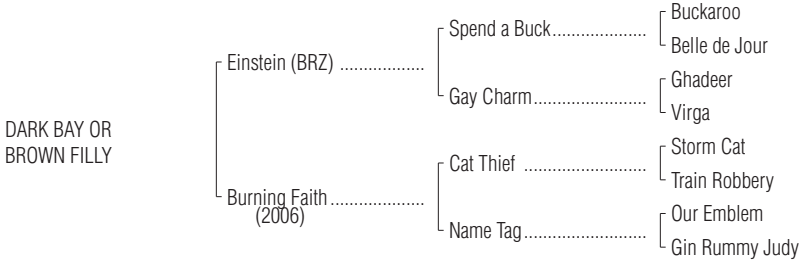 Buckaroo
Spend a Buck......................
Belle de Jour
Einstein (BRZ) ..................
Ghadeer
Gay Charm..........................
Virga
DARK BAY OR
BROWN FILLY
Storm Cat
Cat Thief ............................
Train Robbery
Burning Faith......................
(2006)
Our Emblem
Name Tag............................
Gin Rummy Judy